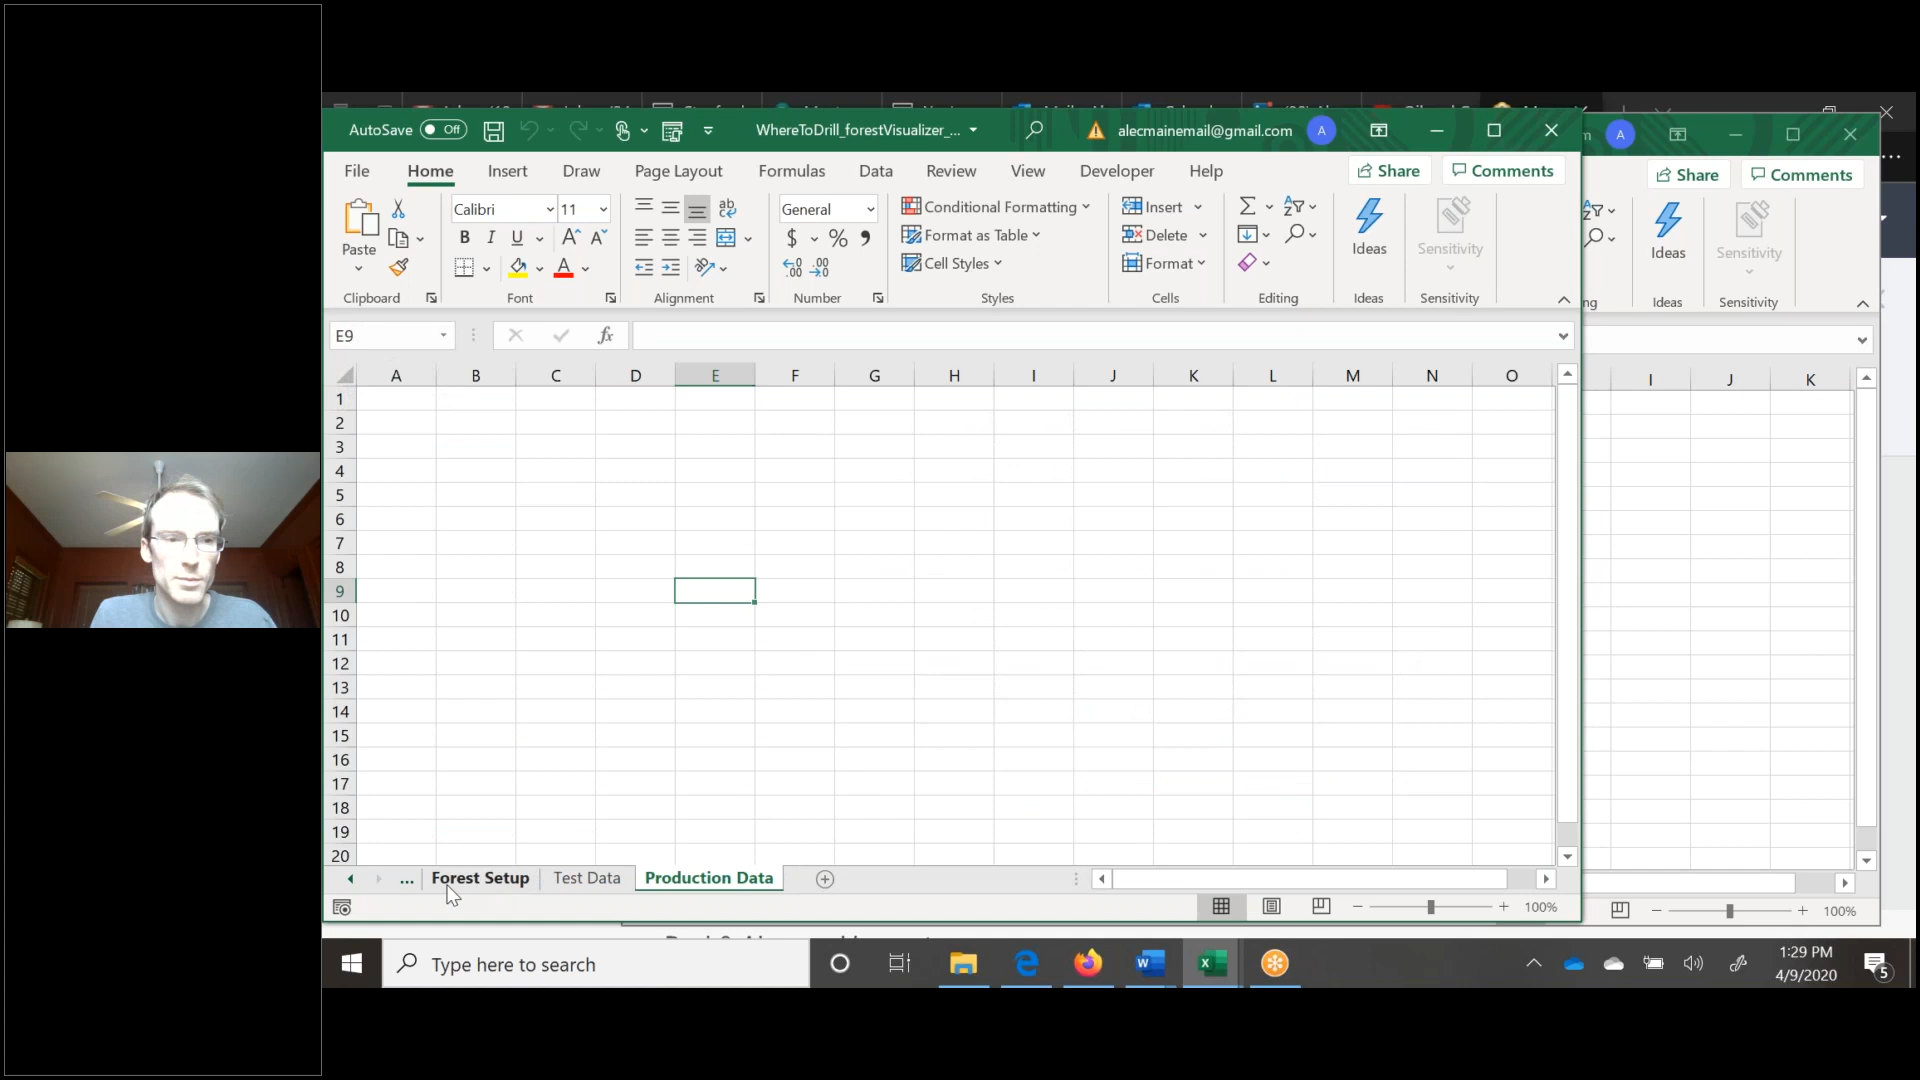 AutoSave Off
WhereToDrill_forestVisualizer_...
alecmainemail@gmail.com A
A
File Home Insert Draw Page Layout Formulas Data Review View Developer Help
Share Comments
Share Comments
Paste
Calibri 11
B I U A A
A
ab
General
$ % ,
Conditional Formatting
Format as Table
Cell Styles
Insert
Delete
Format
Ideas
Sensitivity
Ideas
Sensitivity
Clipboard Font Alignment Number Styles Cells Editing Ideas Sensitivity
ng Ideas Sensitivity
E9 fx
A B C D E F G H I J K L M N O
I J K
1
2
3
4
5
6
7
8
9
10
11
12
13
14
15
16
17
18
19
20
... Forest Setup Test Data Production Data
100%
100%
Type here to search
1:29 PM
4/9/2020
5